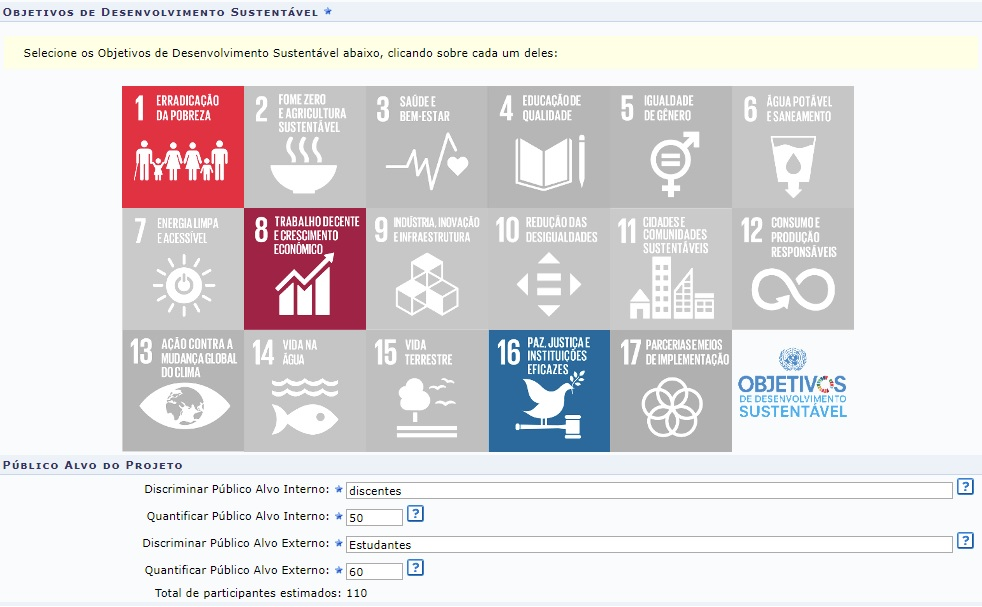 OBJETIVOS DE DESENVOLVIMENTO SUSTENTÁVEL
Selecione os Objetivos de Desenvolvimento Sustentável abaixo, clicando sobre cada um deles:
1 ERRADICAÇÃO
DA POBREZA
2 FOME ZERO
E AGRICULTURA
SUSTENTÁVEL
3 SAÚDE E
BEM-ESTAR
4 EDUCAÇÃO DE
QUALIDADE
5 IGUALDADE
DE GÊNERO
6 ÁGUA POTÁVEL
E SANEAMENTO
7 ENERGIA LIMPA
E ACESSÍVEL
8 TRABALHO DECENTE
E CRESCIMENTO
ECONÔMICO
9 INDÚSTRIA, INOVAÇÃO
E INFRAESTRUTURA
10 REDUÇÃO DAS
DESIGUALDADES
11 CIDADES E
COMUNIDADES
SUSTENTÁVEIS
12 CONSUMO E
PRODUÇÃO
RESPONSÁVEIS
13 AÇÃO CONTRA A
MUDANÇA GLOBAL
DO CLIMA
14 VIDA NA
ÁGUA
15 VIDA
TERRESTRE
16 PAZ, JUSTIÇA E
INSTITUIÇÕES
EFICAZES
17 PARCERIAS E MEIOS
DE IMPLEMENTAÇÃO
OBJETIVOS
DE DESENVOLVIMENTO
SUSTENTÁVEL
PÚBLICO ALVO DO PROJETO
Discriminar Público Alvo Interno: discentes ?
Quantificar Público Alvo Interno: 50 ?
Discriminar Público Alvo Externo: Estudantes ?
Quantificar Público Alvo Externo: 60 ?
Total de participantes estimados: 110